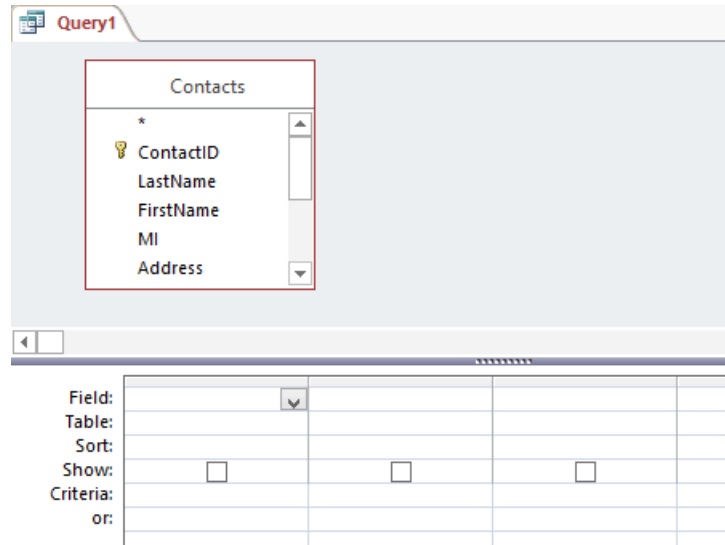 Query1
Contacts
*
ContactID
LastName
FirstName
MI
Address
Field:
Table:
Sort:
Show:
Criteria:
or: